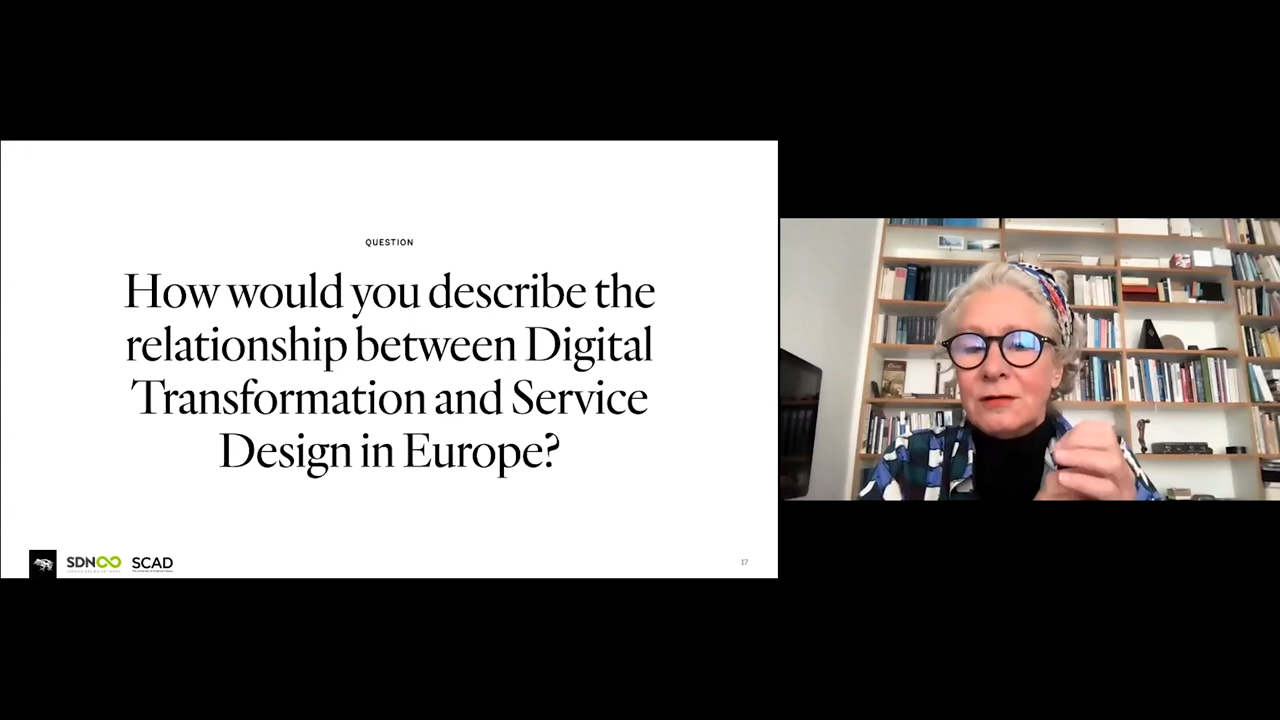 QUESTION
How would you describe the
relationship between Digital
Transformation and Service
Design in Europe?
SDN
SCAD
17